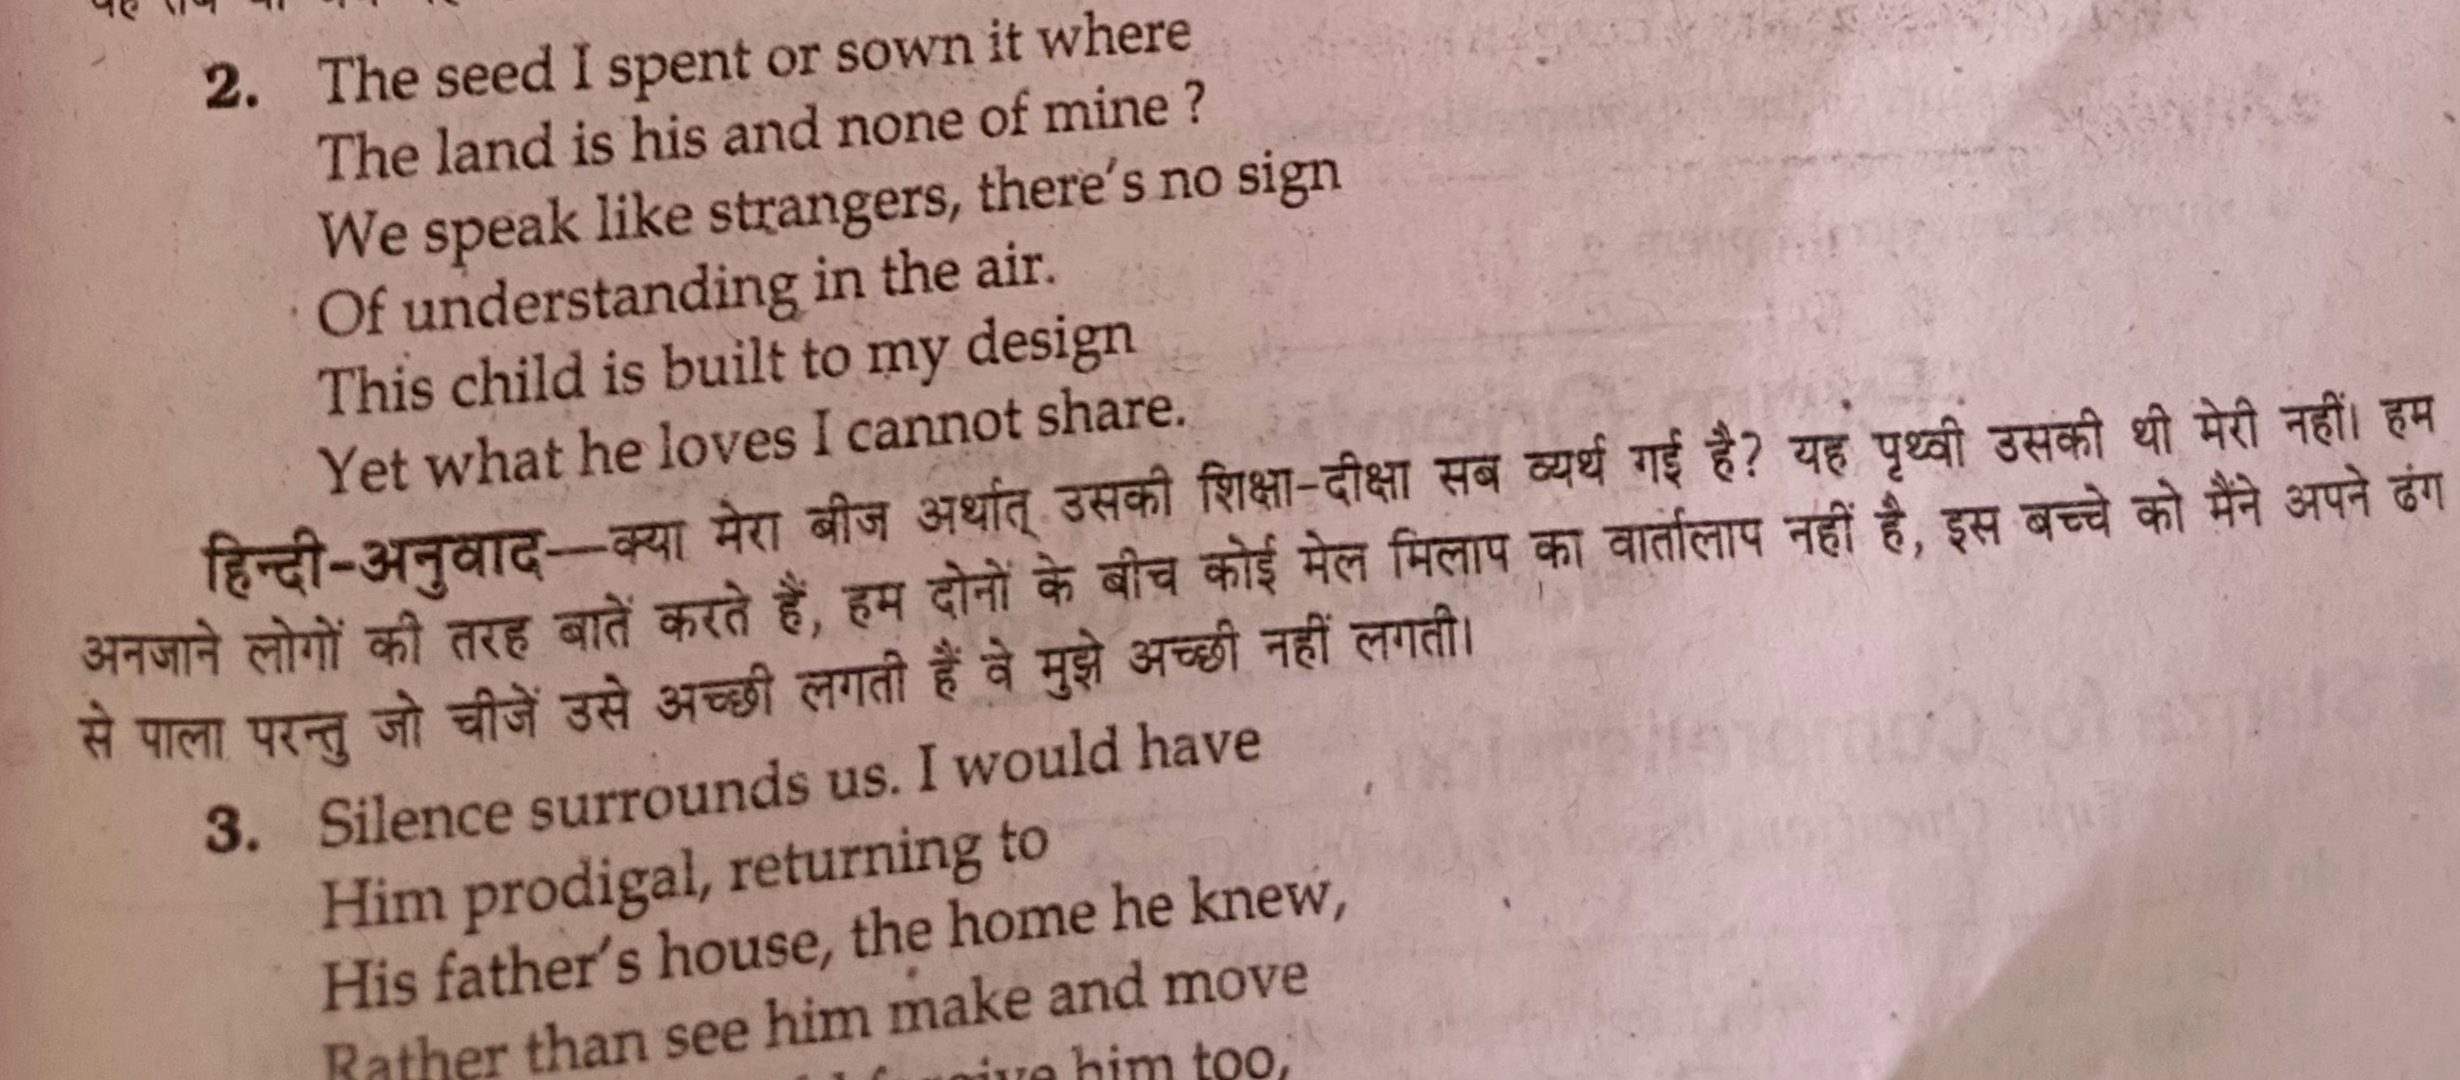 2. The seed I spent or sown it where
The land is his and none of mine ?
We speak like strangers, there's no sign
Of understanding in the air.
This child is built to my design
Yet what he loves I cannot share.
हिन्दी-अनुवाद—क्या मेरा बीज अर्थात् उसकी शिक्षा-दीक्षा सब व्यर्थ गई है? यह पृथ्वी उसकी थी मेरी नहीं। हम
अनजाने लोगों की तरह बातें करते हैं, हम दोनों के बीच कोई मेल मिलाप का वार्तालाप नहीं है, इस बच्चे को मैंने अपने ढंग
से पाला परन्तु जो चीजें उसे अच्छी लगती हैं वे मुझे अच्छी नहीं लगती।
3. Silence surrounds us. I would have
Him prodigal, returning to
His father's house, the home he knew,
Rather than see him make and move
him too,